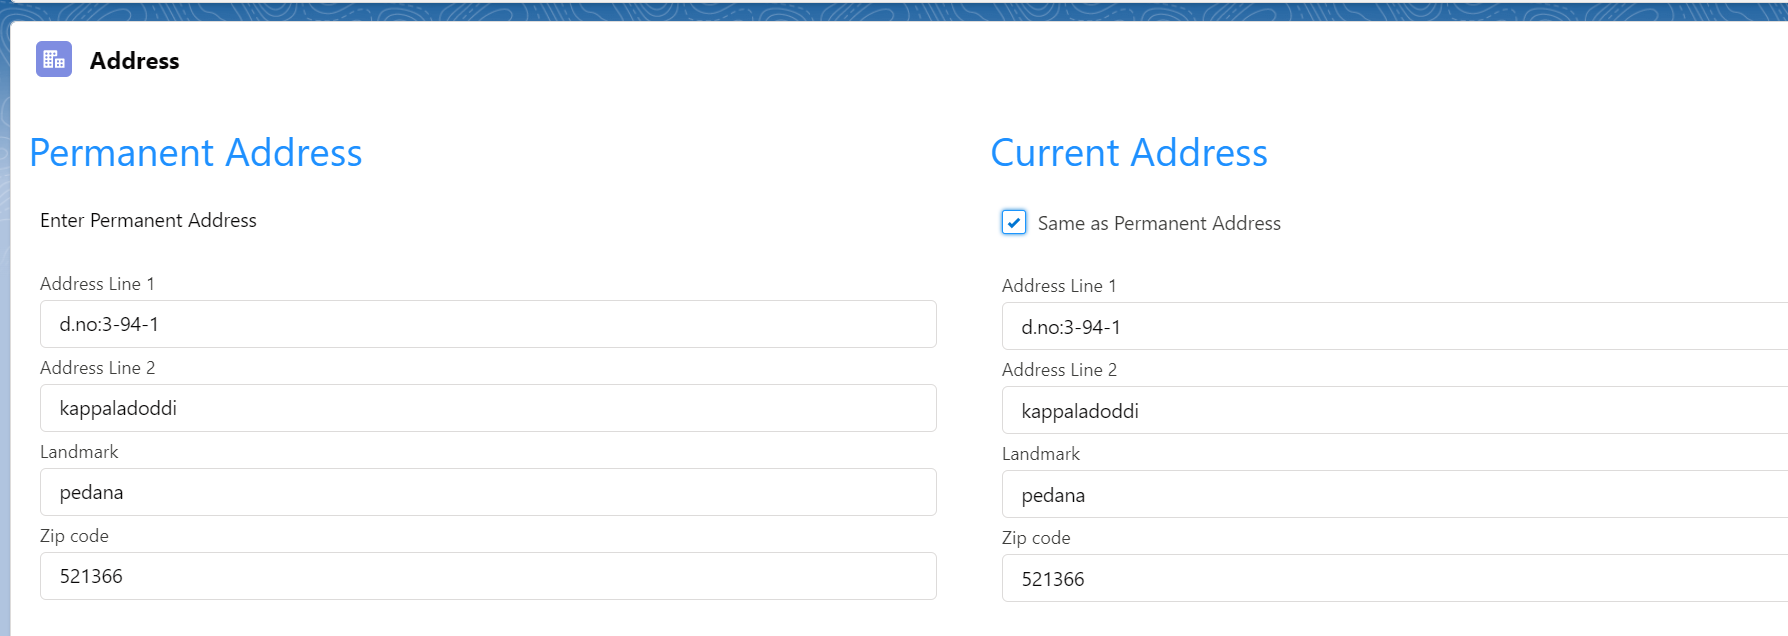 Address
Permanent Address
Enter Permanent Address
Address Line 1
d.no:3-94-1
Address Line 2
kappaladoddi
Landmark
pedana
Zip code
521366
Current Address
Same as Permanent Address
Address Line 1
d.no:3-94-1
Address Line 2
kappaladoddi
Landmark
pedana
Zip code
521366